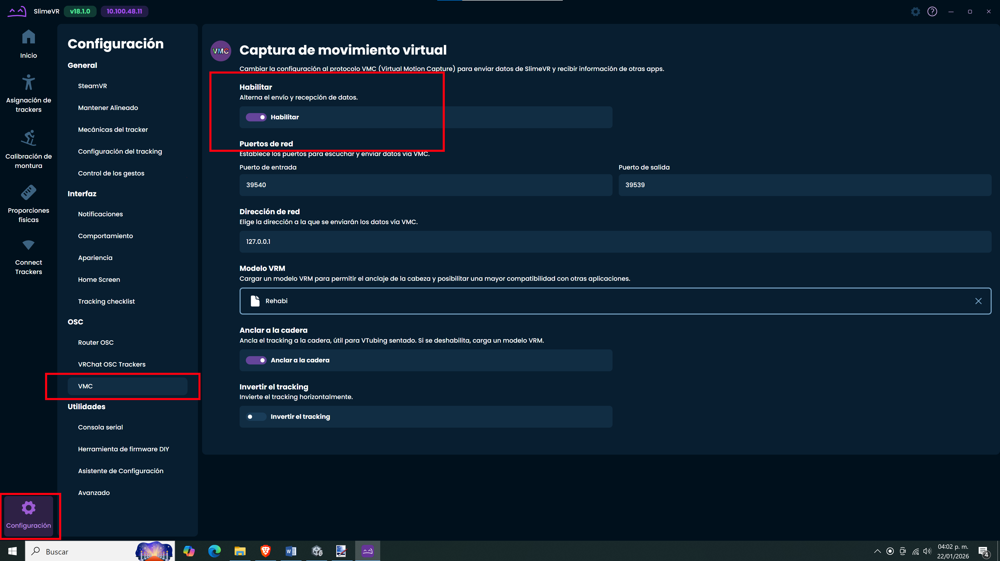 SlimeVR
v18.1.0
10.100.48.11
Inicio
Asignación de
trackers
Calibración de
montura
Proporciones
físicas
Connect
Trackers
Configuración
Configuración
General
SteamVR
Mantener Alineado
Mecánicas del tracker
Configuración del tracking
Control de los gestos
Interfaz
Notificaciones
Comportamiento
Apariencia
Home Screen
Tracking checklist
OSC
Router OSC
VRChat OSC Trackers
VMC
Utilidades
Consola serial
Herramienta de firmware DIY
Asistente de Configuración
Avanzado
VMC
Captura de movimiento virtual
Cambiar la configuración al protocolo VMC (Virtual Motion Capture) para enviar datos de SlimeVR y recibir información de otras apps.
Habilitar
Alterna el envío y recepción de datos.
Habilitar
Puertos de red
Establece los puertos para escuchar y enviar datos vía VMC.
Puerto de entrada
39540
Puerto de salida
39539
Dirección de red
Elige la dirección a la que se enviarán los datos vía VMC.
127.0.0.1
Modelo VRM
Cargar un modelo VRM para permitir el anclaje de la cabeza y posibilitar una mayor compatibilidad con otras aplicaciones.
Rehabi
Anclar a la cadera
Ancla el tracking a la cadera, útil para VTubing sentado. Si se deshabilita, carga un modelo VRM.
Anclar a la cadera
Invertir el tracking
Invierte el tracking horizontalmente.
Invertir el tracking
Buscar
W
6
04:02 p. m.
22/01/2026
4